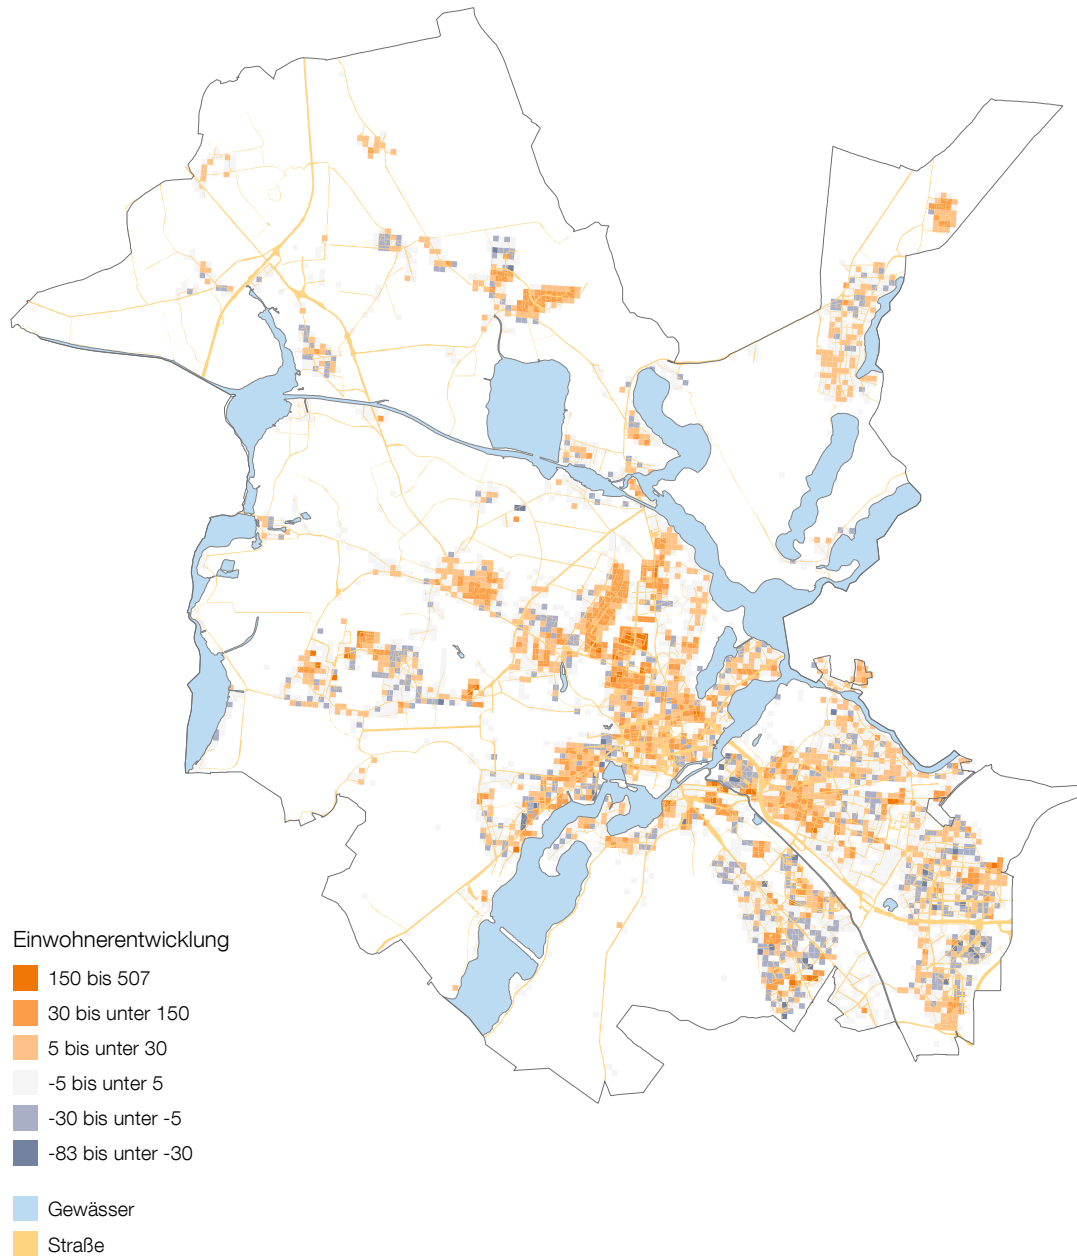 Einwohnerentwicklung
150 bis 507
30 bis unter 150
5 bis unter 30
-5 bis unter 5
-30 bis unter -5
-83 bis unter -30
Gewässer
Straße